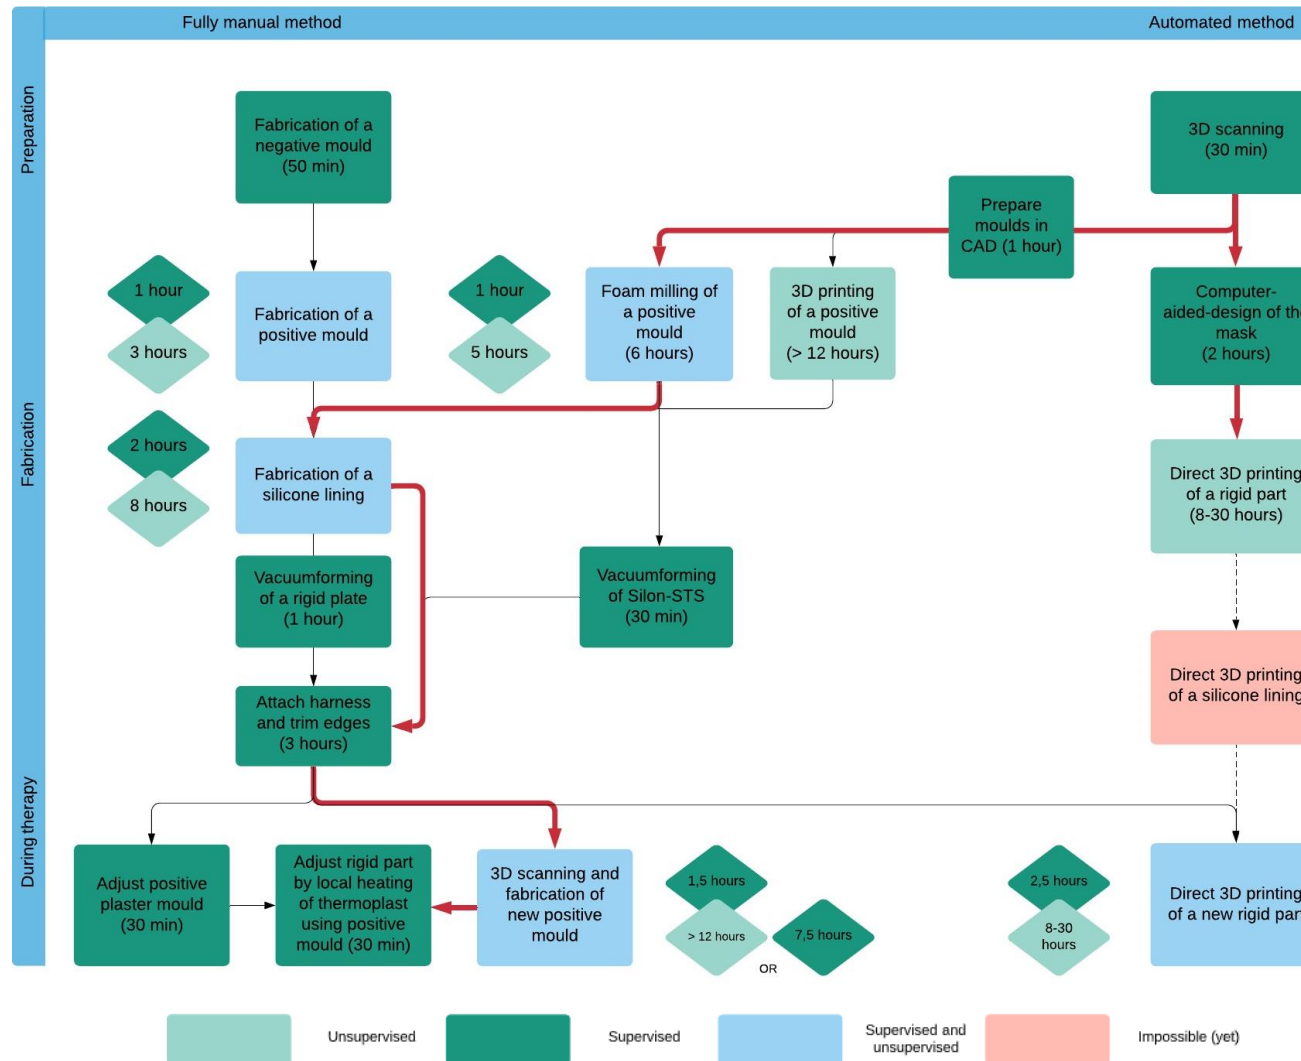 Fully manual method
Automated method
Preparation
Fabrication of a
negative mould
(50 min)
3D scanning
(30 min)
Prepare
moulds in
CAD (1 hour)
Fabrication
1 hour
3 hours
Fabrication of a
positive mould
1 hour
5 hours
Foam milling of
a positive
mould
(6 hours)
3D printing
of a positive
mould
(> 12 hours)
Computer-
aided-design of the
mask
(2 hours)
2 hours
8 hours
Fabrication of a
silicone lining
Direct 3D printing
of a rigid part
(8-30 hours)
Vacuumforming
of a rigid plate
(1 hour)
Vacuumforming
of Silon-STS
(30 min)
Direct 3D printing
of a silicone lining
Attach harness
and trim edges
(3 hours)
During therapy
Adjust positive
plaster mould
(30 min)
Adjust rigid part
by local heating
of thermoplast
using positive
mould (30 min)
3D scanning and
fabrication of
new positive
mould
1,5 hours
> 12 hours
7,5 hours
OR
2,5 hours
8-30
hours
Direct 3D printing
of a new rigid part
Unsupervised
Supervised
Supervised and
unsupervised
Impossible (yet)